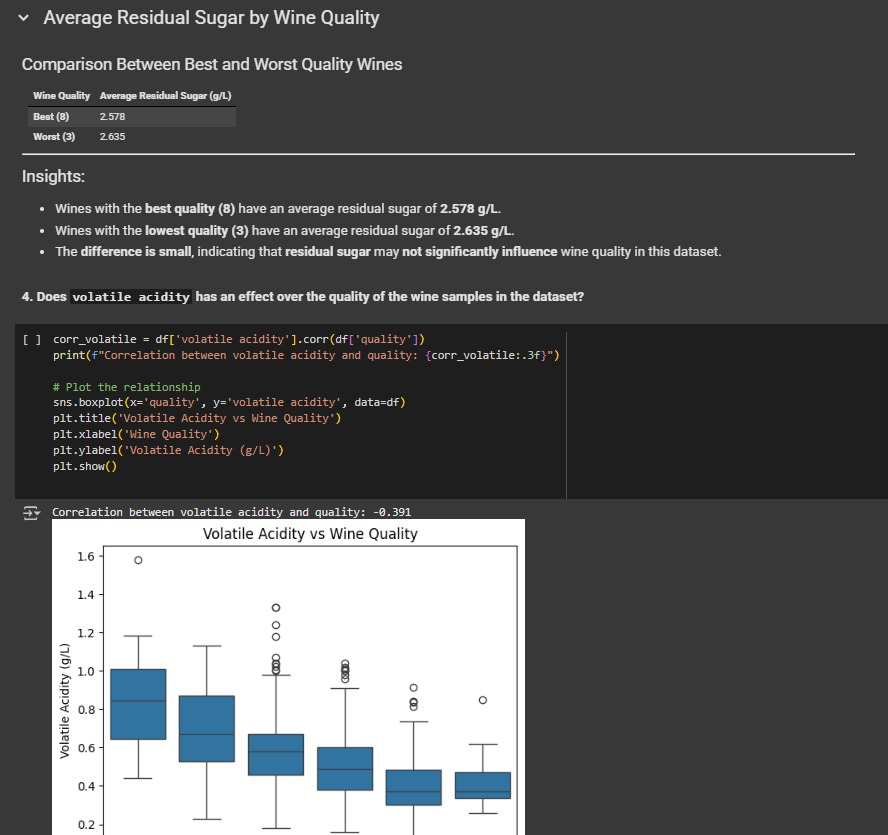 Average Residual Sugar by Wine Quality
Comparison Between Best and Worst Quality Wines
Wine Quality Average Residual Sugar (g/L)
Best (8) 2.578
Worst (3) 2.635
Insights:
• Wines with the best quality (8) have an average residual sugar of 2.578 g/L.
• Wines with the lowest quality (3) have an average residual sugar of 2.635 g/L.
• The difference is small, indicating that residual sugar may not significantly influence wine quality in this dataset.
4. Does volatile acidity has an effect over the quality of the wine samples in the dataset?
[ ] corr_volatile = df['volatile acidity'].corr(df['quality'])
print(f"Correlation between volatile acidity and quality: {corr_volatile:.3f}")
# Plot the relationship
sns.boxplot(x='quality', y='volatile acidity', data=df)
plt.title('Volatile Acidity vs Wine Quality')
plt.xlabel('Wine Quality')
plt.ylabel('Volatile Acidity (g/L)')
plt.show()
Correlation between volatile acidity and quality: -0.391
Volatile Acidity vs Wine Quality
Volatile Acidity (g/L)
1.6
1.4
1.2
1.0
0.8
0.6
0.4
0.2